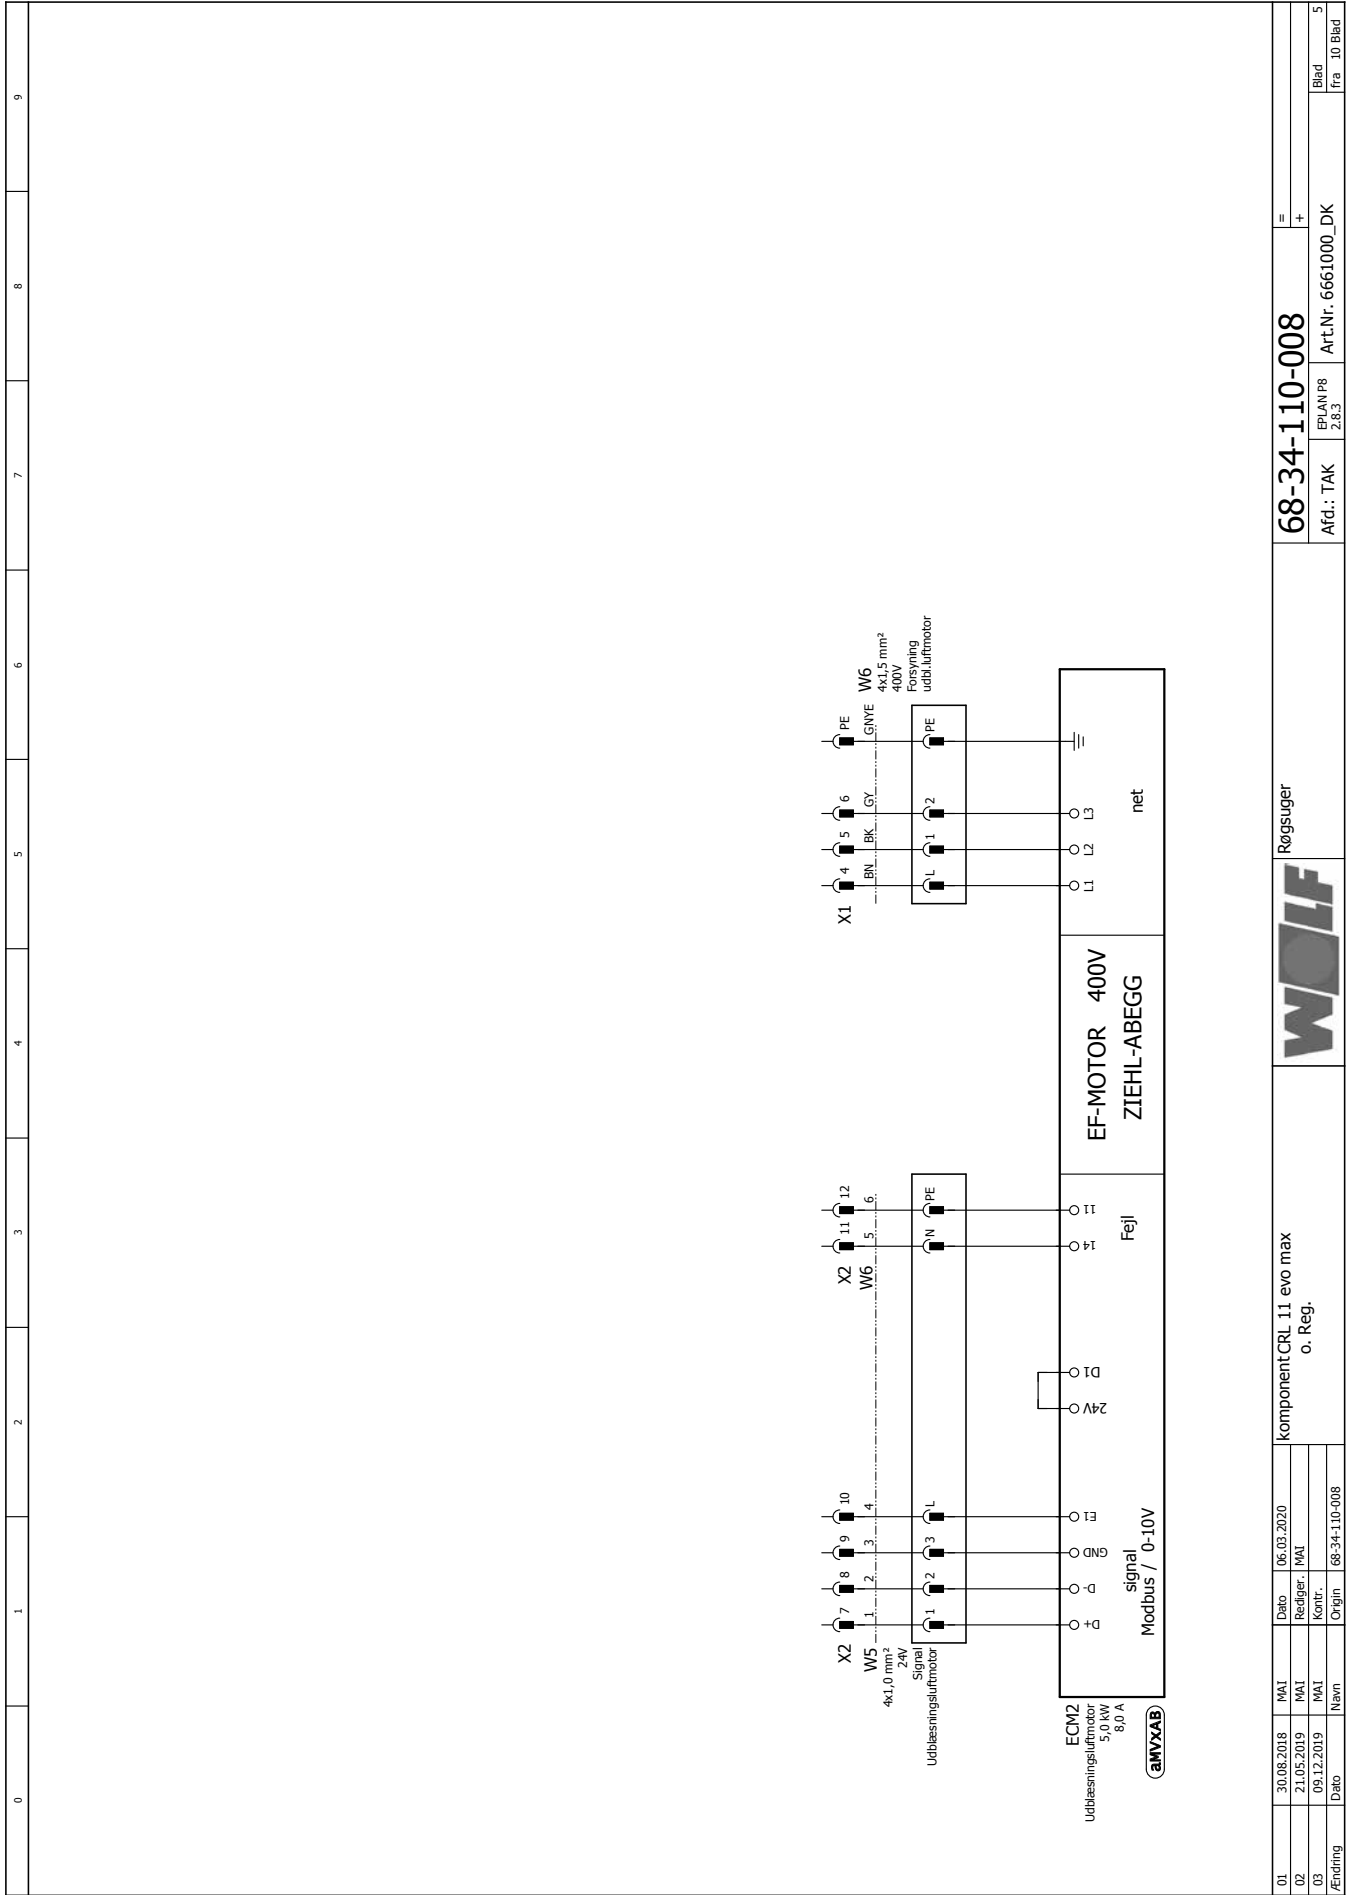 0 1 2 3 4 5 6 7 8 9
X2 7 8 9 10 X2 11 12 X1 4 5 6 PE
W5 1 2 3 4 W6 5 6 BN BK GY GNYE W6
4x1,0 mm² 4x1,5 mm²
24V 400V
Signal Forsyning
Udblæsningsluftmotor udbl.luftmotor
1 2 3 L N PE L 1 2 PE
ECM2
Udblæsningsluftmotor
5,0 kW
8,0 A
aMVxAB
D+ D- GND E1 24V D1 14 11 L1 L2 L3
signal
Modbus / 0-10V
Fejl
EF-MOTOR 400V
ZIEHL-ABEGG
net
01 30.08.2018 MAI Dato 06.03.2020
02 21.05.2019 MAI Rediger. MAI
03 09.12.2019 MAI Kontr.
Ændring Dato Navn Origin 68-34-110-008
komponentCRL 11 evo max
o. Reg.
WOLF
Røgsuger
68-34-110-008
=
+
Afd.: TAK
EPLAN P8
2.8.3
Art.Nr. 6661000_DK
Blad 5
fra 10 Blad